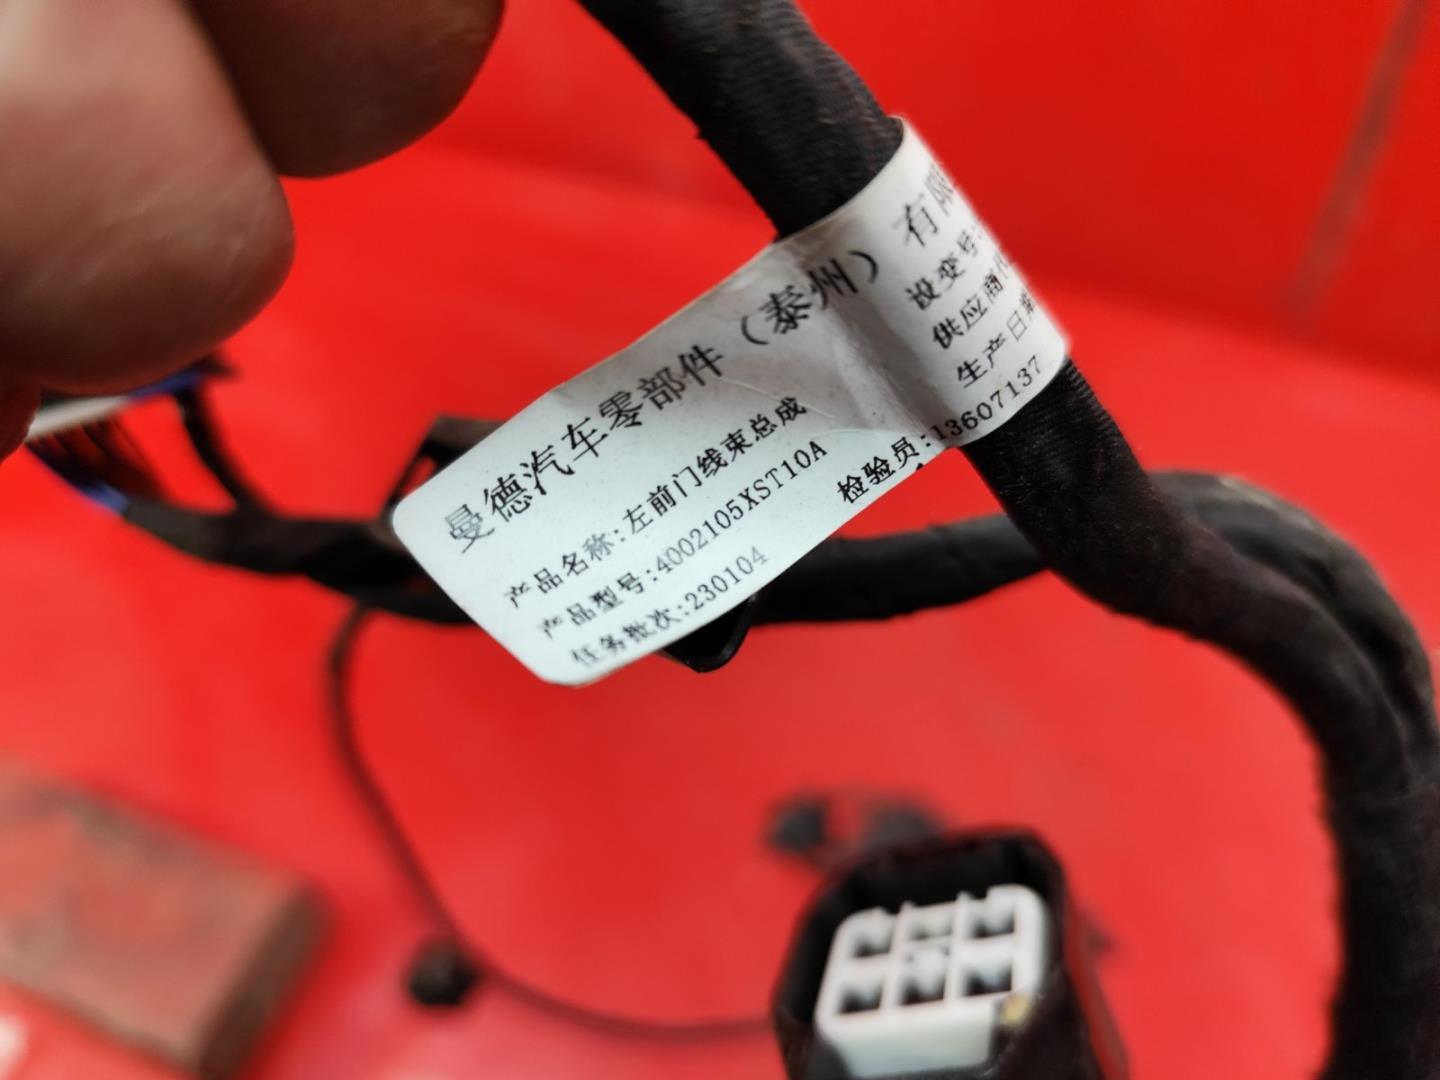 曼德汽车零部件（泰州）有限
产品名称:左前门线束总成
设变号:
产品型号:4002105XST10A
供应商代
任务批次:230104
生产日期
检验员:13607137